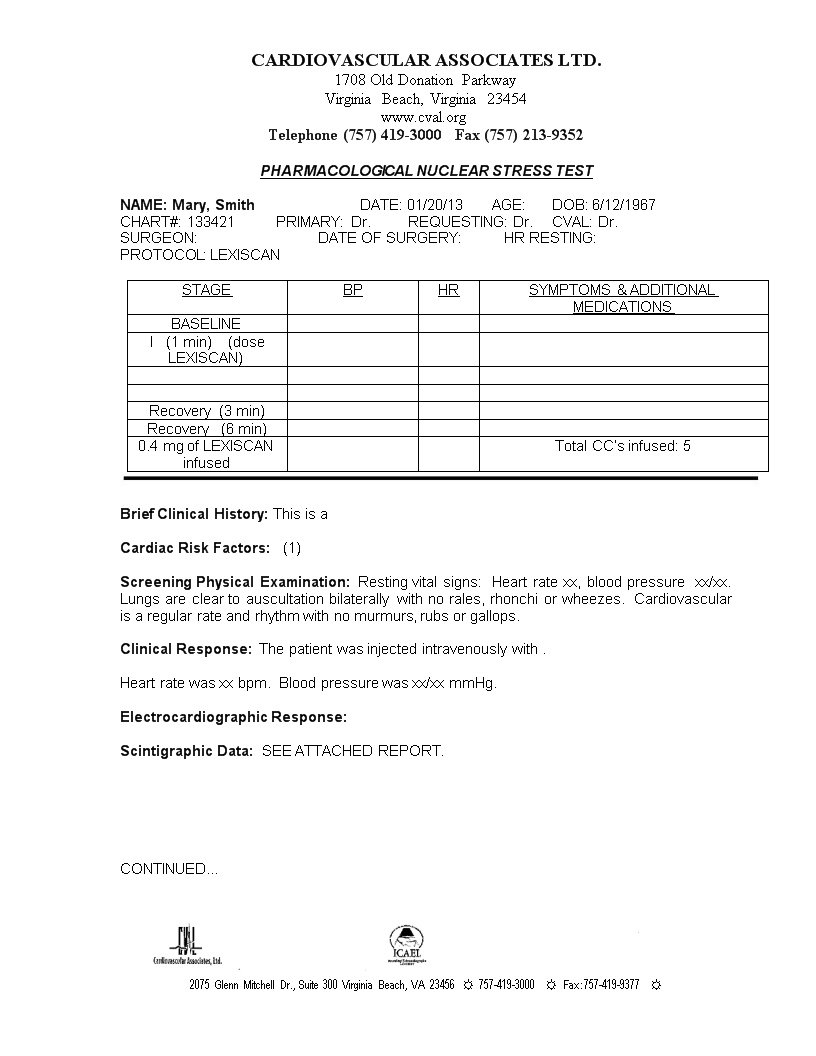 CARDIOVASCULAR ASSOCIATES LTD.
1708 Old Donation Parkway
Virginia Beach, Virginia 23454
www.cval.org
Telephone (757) 419-3000 Fax (757) 213-9352
PHARMACOLOGICAL NUCLEAR STRESS TEST
NAME: Mary, Smith DATE: 01/20/13 AGE: DOB: 6/12/1967
CHART#: 133421 PRIMARY: Dr. REQUESTING: Dr. CVAL: Dr.
SURGEON: DATE OF SURGERY: HR RESTING:
PROTOCOL: LEXISCAN
STAGE BP HR SYMPTOMS & ADDITIONAL
MEDICATIONS
BASELINE
I (1 min) (dose
LEXISCAN)
Recovery (3 min)
Recovery (6 min)
0.4 mg of LEXISCAN Total CC's infused: 5
infused
Brief Clinical History: This is a
Cardiac Risk Factors: (1)
Screening Physical Examination: Resting vital signs: Heart rate xx, blood pressure xx/xx.
Lungs are clear to auscultation bilaterally with no rales, rhonchi or wheezes. Cardiovascular
is a regular rate and rhythm with no murmurs, rubs or gallops.
Clinical Response: The patient was injected intravenously with .
Heart rate was xx bpm. Blood pressure was xx/xx mmHg.
Electrocardiographic Response:
Scintigraphic Data: SEE ATTACHED REPORT.
CONTINUED...
Cardiovascular Associates, Ltd.
ICAEL
2075 Glenn Mitchell Dr., Suite 300 Virginia Beach, VA 23456 ☼ 757-419-3000 ☼ Fax:757-419-9377 ☼